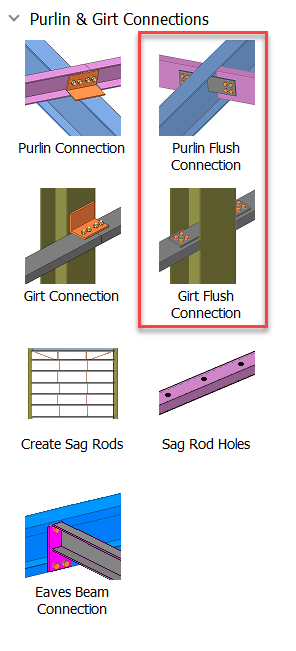 Purlin & Girt Connections
Purlin Connection
Purlin Flush
Connection
Girt Connection
Girt Flush
Connection
Create Sag Rods
Sag Rod Holes
Eaves Beam
Connection